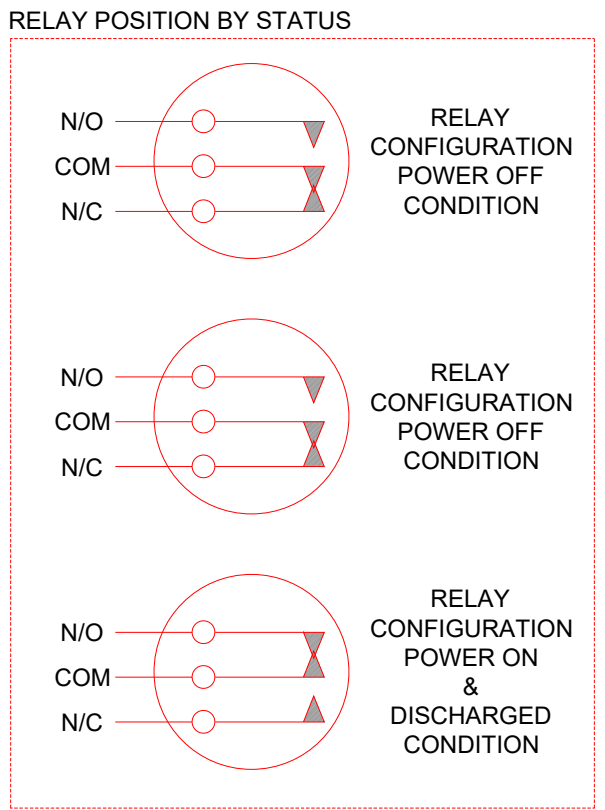 RELAY POSITION BY STATUS
N/O
COM
N/C
RELAY
CONFIGURATION
POWER OFF
CONDITION
N/O
COM
N/C
RELAY
CONFIGURATION
POWER OFF
CONDITION
N/O
COM
N/C
RELAY
CONFIGURATION
POWER ON
&
DISCHARGED
CONDITION